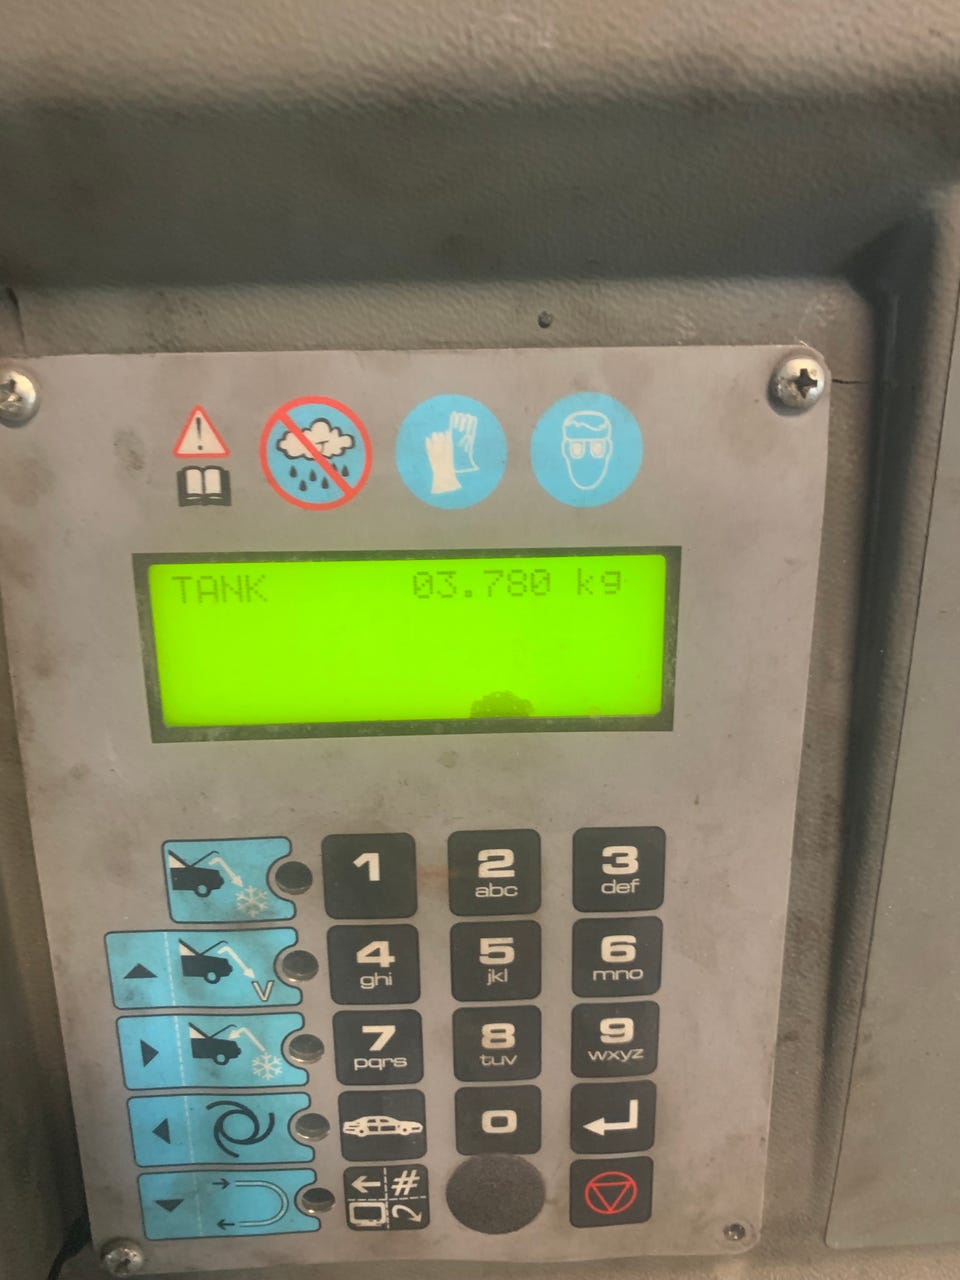 TANK 03.780 kg
V
1
2
abc
3
def
4
ghi
5
jkl
6
mno
7
pqrs
8
tuv
9
wxyz
0
#